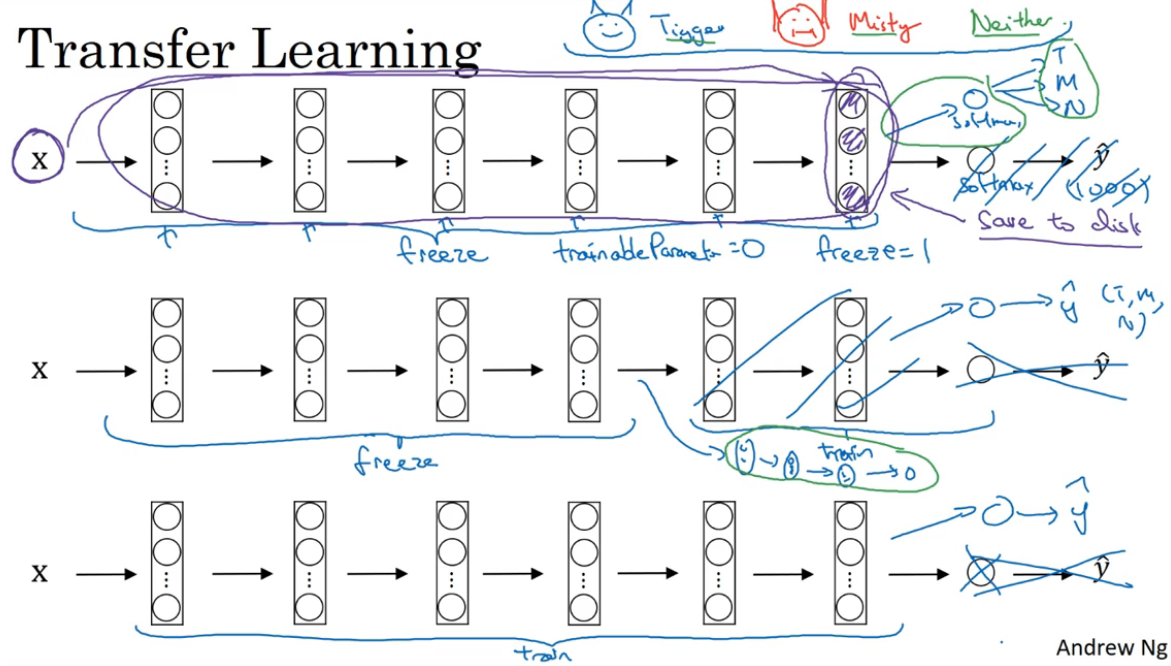 Transfer Learning
Tigger Misty Neither
T
M
N
softmax
x
softmax
ŷ
(1000)
Save to disk
freeze trainableParameter = 0 freeze = 1
ŷ (T, M, N)
x
ŷ
freeze
train
ŷ
x
ŷ
train
Andrew Ng